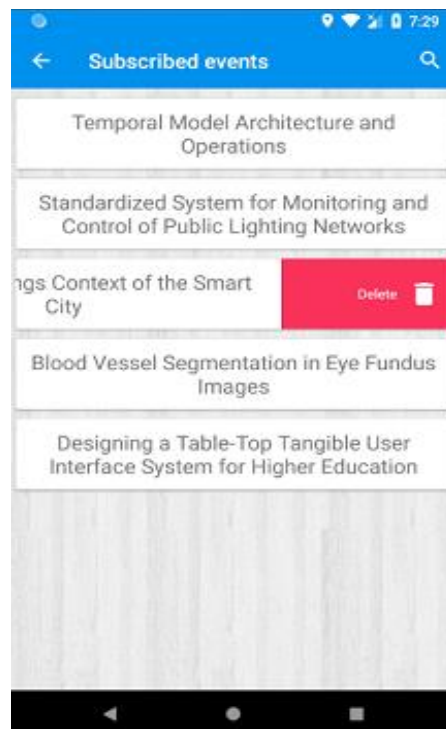 7:29
Subscribed events
Temporal Model Architecture and
Operations
Standardized System for Monitoring and
Control of Public Lighting Networks
ngs Context of the Smart
City
Delete
Blood Vessel Segmentation in Eye Fundus
Images
Designing a Table-Top Tangible User
Interface System for Higher Education